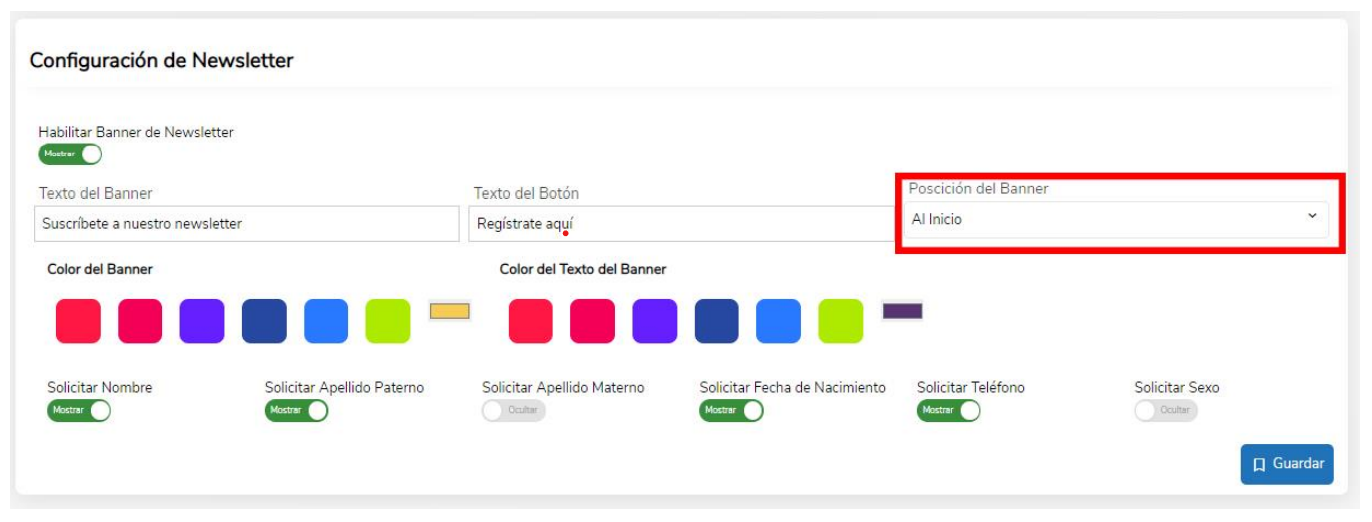 Configuración de Newsletter
Habilitar Banner de Newsletter
Mostrar
Texto del Banner Texto del Botón Poscición del Banner
Suscríbete a nuestro newsletter Regístrate aquí Al Inicio
Color del Banner Color del Texto del Banner
Solicitar Nombre Solicitar Apellido Paterno Solicitar Apellido Materno Solicitar Fecha de Nacimiento Solicitar Teléfono Solicitar Sexo
Mostrar Mostrar Ocultar Mostrar Mostrar Ocultar
Guardar